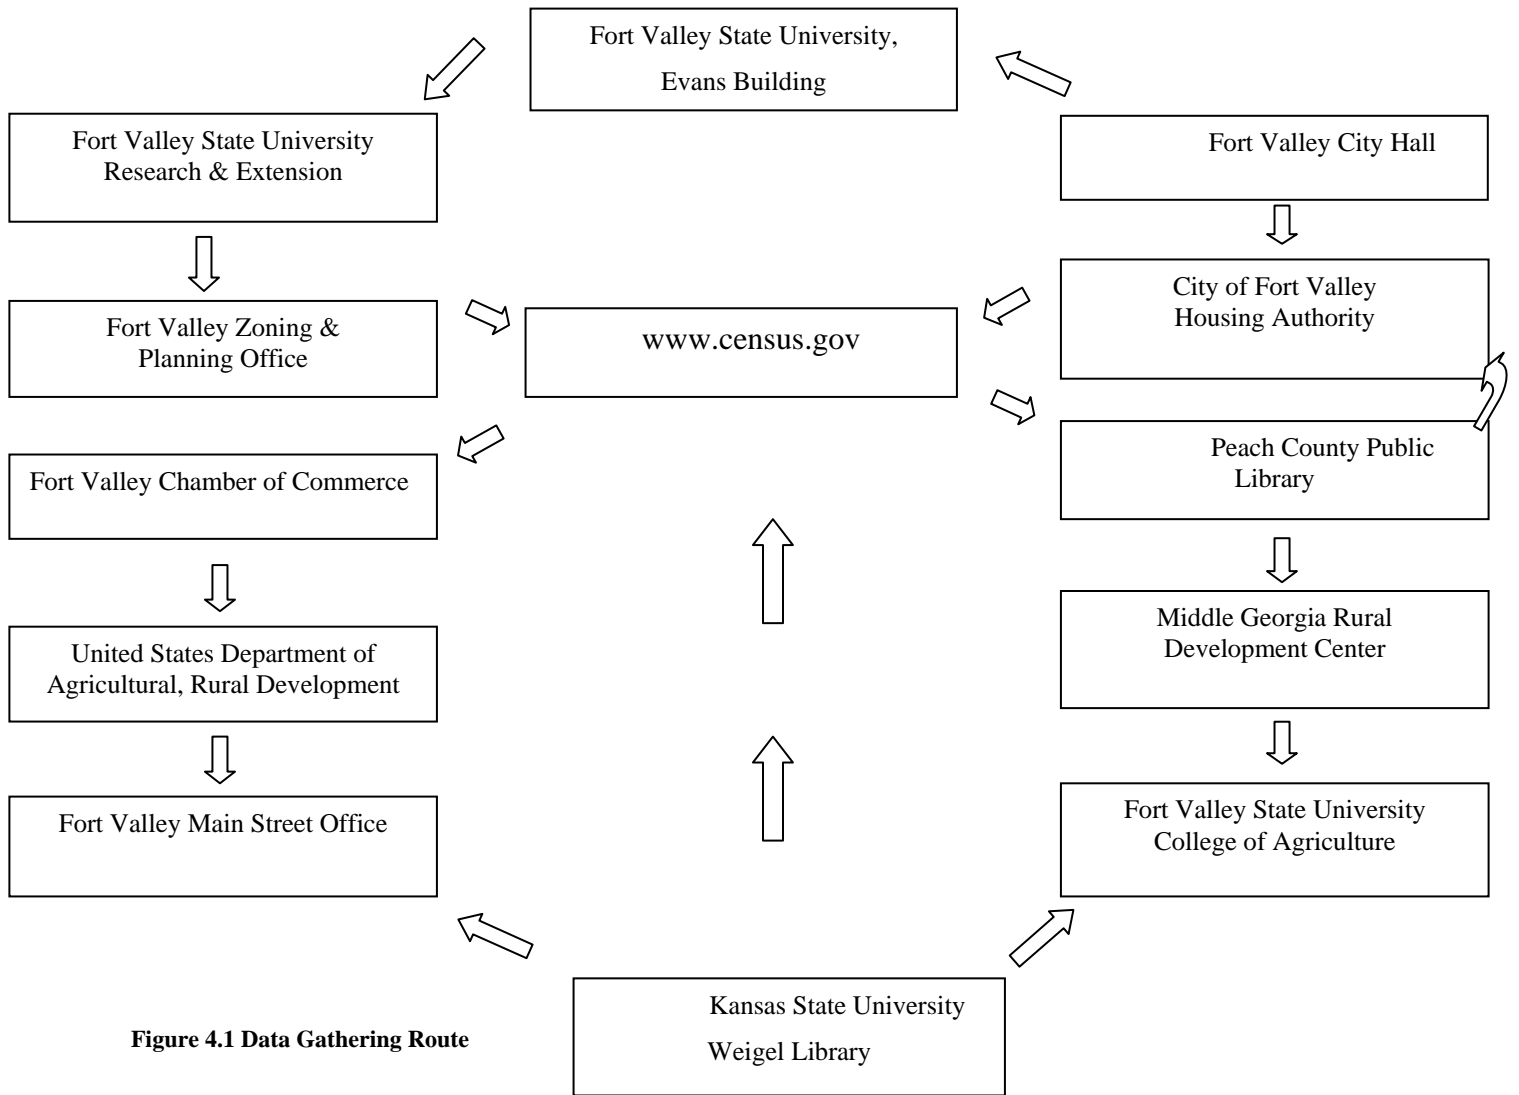 Fort Valley State University,
Evans Building
Fort Valley State University
Research & Extension
Fort Valley City Hall
Fort Valley Zoning &
Planning Office
www.census.gov
City of Fort Valley
Housing Authority
Fort Valley Chamber of Commerce
Peach County Public
Library
United States Department of
Agricultural, Rural Development
Middle Georgia Rural
Development Center
Fort Valley Main Street Office
Fort Valley State University
College of Agriculture
Kansas State University
Weigel Library
Figure 4.1 Data Gathering Route